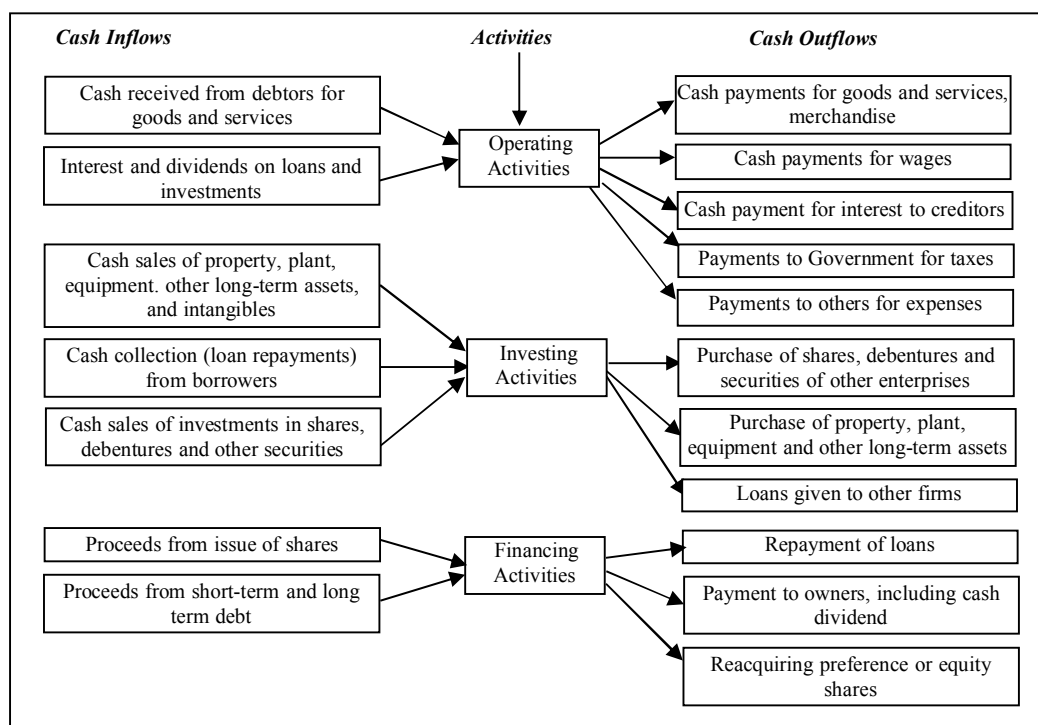 Cash Inflows
Activities
Cash Outflows
Cash received from debtors for
goods and services
Interest and dividends on loans and
investments
Operating
Activities
Cash payments for goods and services,
merchandise
Cash payments for wages
Cash payment for interest to creditors
Payments to Government for taxes
Payments to others for expenses
Cash sales of property, plant,
equipment. other long-term assets,
and intangibles
Cash collection (loan repayments)
from borrowers
Cash sales of investments in shares,
debentures and other securities
Investing
Activities
Purchase of shares, debentures and
securities of other enterprises
Purchase of property, plant,
equipment and other long-term assets
Loans given to other firms
Proceeds from issue of shares
Proceeds from short-term and long
term debt
Financing
Activities
Repayment of loans
Payment to owners, including cash
dividend
Reacquiring preference or equity
shares